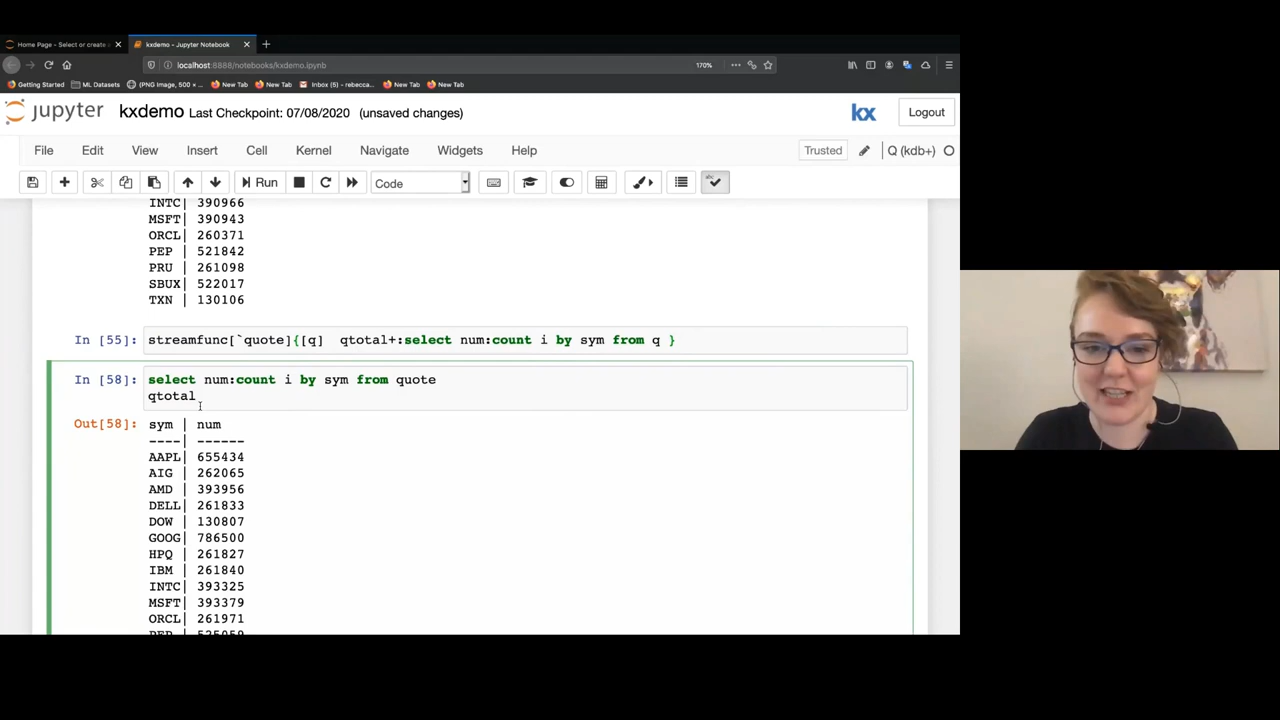 Home Page - Select or create
kxdemo - Jupyter Notebook
localhost:8888/notebooks/kxdemo.ipynb
170%
Getting Started
ML Datasets
(PNG Image, 500 ×
New Tab
New Tab
Inbox (5) - rebecca
New Tab
New Tab
jupyter kxdemo Last Checkpoint: 07/08/2020 (unsaved changes)
kx
Logout
File Edit View Insert Cell Kernel Navigate Widgets Help
Trusted
Q (kdb+)
Run
Code
INTC| 390966
MSFT| 390943
ORCL| 260371
PEP | 521842
PRU | 261098
SBUX| 522017
TXN | 130106
In [55]: streamfunc[`quote]{[q] qtotal+:select num:count i by sym from q }
In [58]: select num:count i by sym from quote
qtotal
Out[58]: sym | num
----| ------
AAPL| 655434
AIG | 262065
AMD | 393956
DELL| 261833
DOW | 130807
GOOG| 786500
HPQ | 261827
IBM | 261840
INTC| 393325
MSFT| 393379
ORCL| 261971